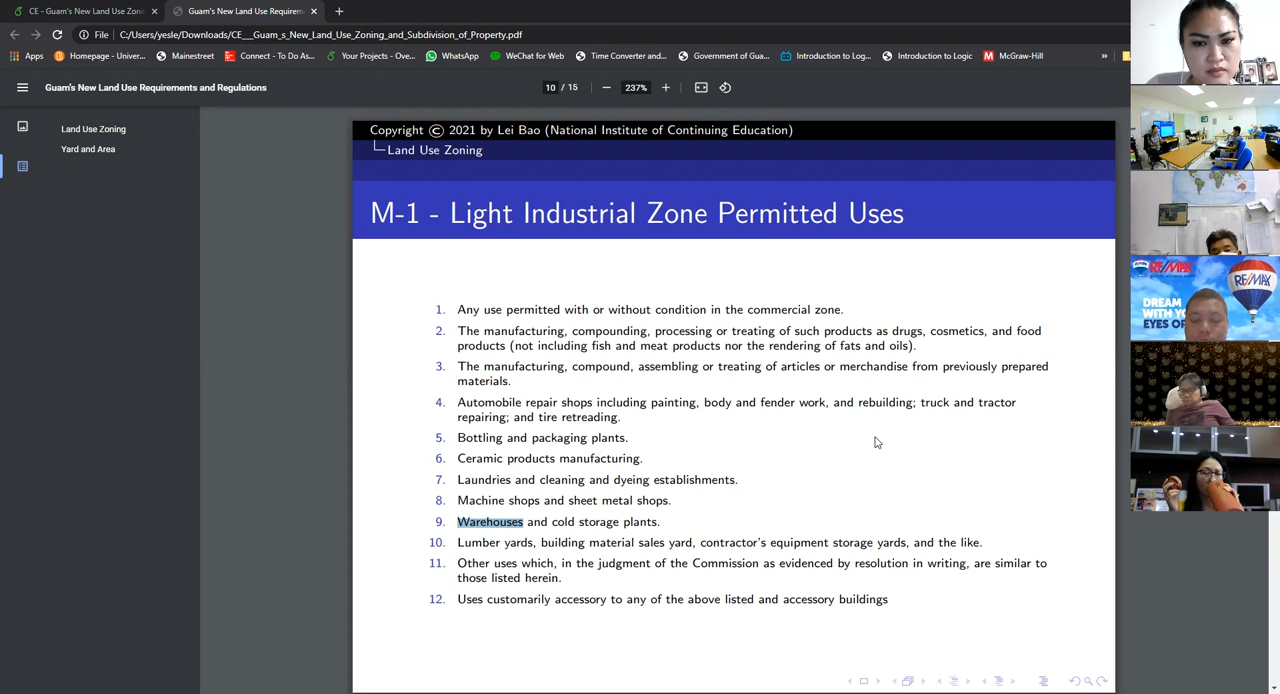 CE - Guam's New Land Use Zonin
Guam's New Land Use Requirem
File
C:/Users/yesle/Downloads/CE__Guam_s_New_Land_Use_Zoning_and_Subdivision_of_Property.pdf
Apps
Homepage - Univer...
Mainestreet
Connect - To Do As...
Your Projects - Ove...
WhatsApp
WeChat for Web
Time Converter and...
Government of Gua...
Introduction to Log...
Introduction to Logic
McGraw-Hill
»
Guam's New Land Use Requirements and Regulations
10 / 15
237%
Land Use Zoning
Yard and Area
Copyright © 2021 by Lei Bao (National Institute of Continuing Education)
Land Use Zoning
M-1 - Light Industrial Zone Permitted Uses
1. Any use permitted with or without condition in the commercial zone.
2. The manufacturing, compounding, processing or treating of such products as drugs, cosmetics, and food
products (not including fish and meat products nor the rendering of fats and oils).
3. The manufacturing, compound, assembling or treating of articles or merchandise from previously prepared
materials.
4. Automobile repair shops including painting, body and fender work, and rebuilding; truck and tractor
repairing; and tire retreading.
5. Bottling and packaging plants.
6. Ceramic products manufacturing.
7. Laundries and cleaning and dyeing establishments.
8. Machine shops and sheet metal shops.
9. Warehouses and cold storage plants.
10. Lumber yards, building material sales yard, contractor's equipment storage yards, and the like.
11. Other uses which, in the judgment of the Commission as evidenced by resolution in writing, are similar to
those listed herein.
12. Uses customarily accessory to any of the above listed and accessory buildings
RE/MAX
RE/MAX
DREAM
WITH YO
EYES OP